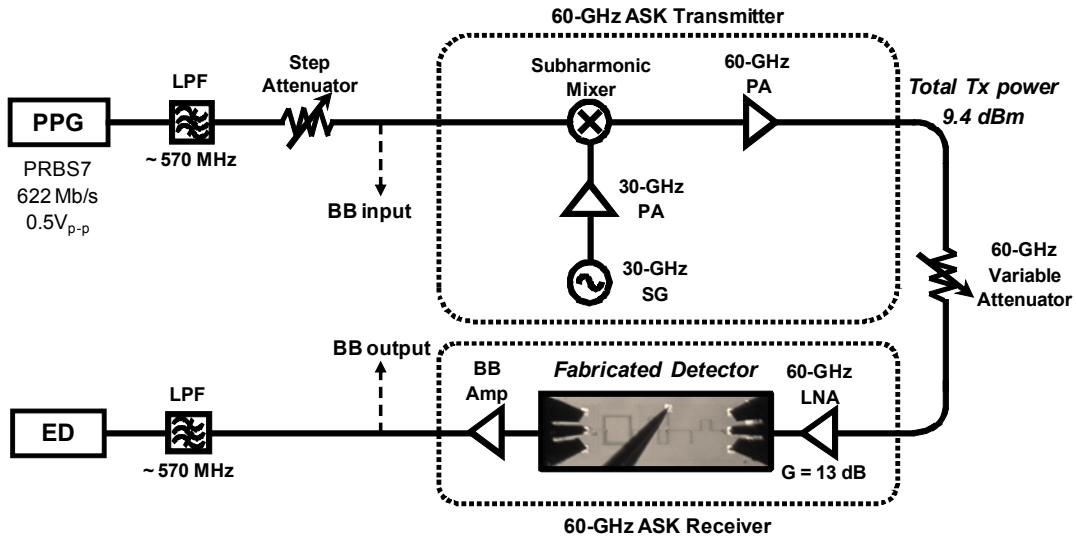 60-GHz ASK Transmitter
PPG
PRBS7
622 Mb/s
0.5Vp-p
LPF
~ 570 MHz
Step
Attenuator
BB input
Subharmonic
Mixer
60-GHz
PA
30-GHz
PA
30-GHz
SG
Total Tx power
9.4 dBm
60-GHz
Variable
Attenuator
BB output
BB
Amp
Fabricated Detector
60-GHz
LNA
G = 13 dB
ED
LPF
~ 570 MHz
60-GHz ASK Receiver